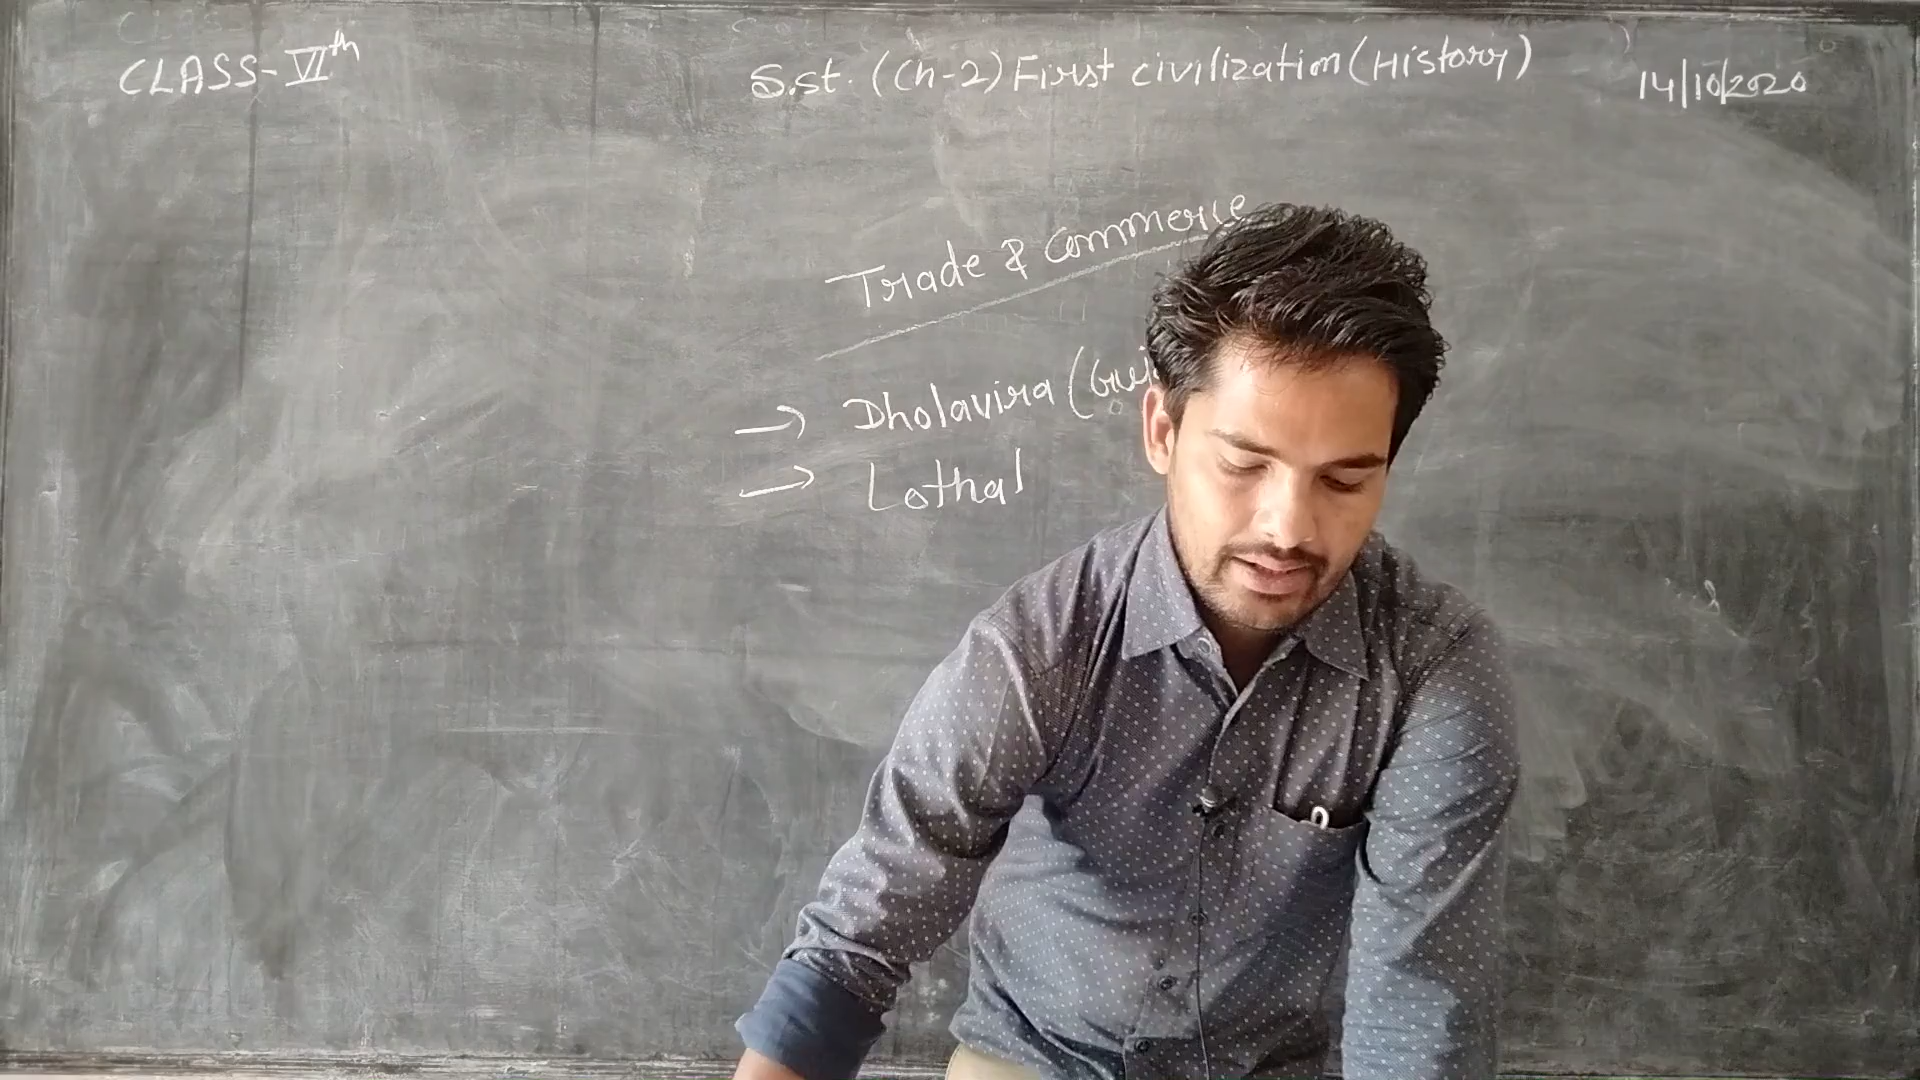 CLASS-VIth
S.st. (Ch-2) First civilization (History)
14/10/2020
Trade & Commerce
→ Dholavira (Guj
→ Lothal